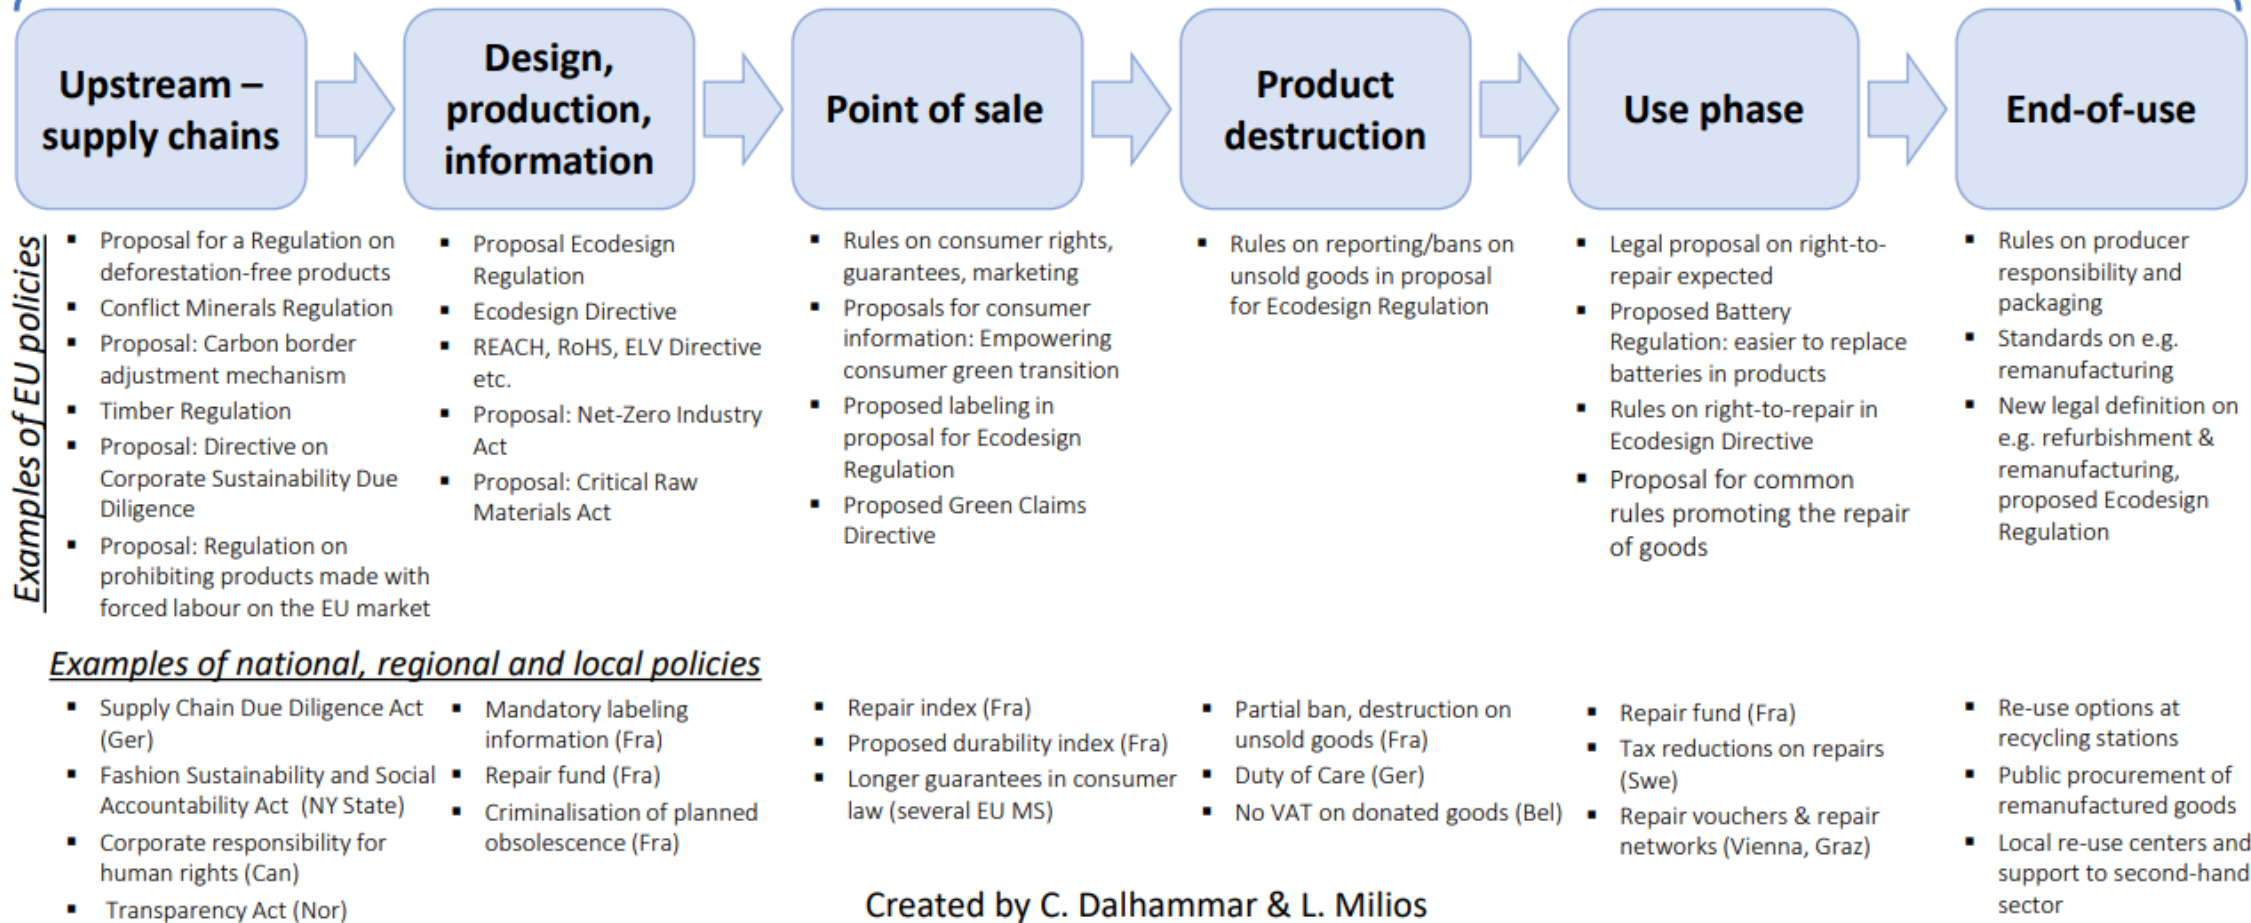 Upstream –
supply chains
Design,
production,
information
Point of sale
Product
destruction
Use phase
End-of-use
Examples of EU policies
▪ Proposal for a Regulation on
deforestation-free products
▪ Conflict Minerals Regulation
▪ Proposal: Carbon border
adjustment mechanism
▪ Timber Regulation
▪ Proposal: Directive on
Corporate Sustainability Due
Diligence
▪ Proposal: Regulation on
prohibiting products made with
forced labour on the EU market
▪ Proposal Ecodesign
Regulation
▪ Ecodesign Directive
▪ REACH, RoHS, ELV Directive
etc.
▪ Proposal: Net-Zero Industry
Act
▪ Proposal: Critical Raw
Materials Act
▪ Rules on consumer rights,
guarantees, marketing
▪ Proposals for consumer
information: Empowering
consumer green transition
▪ Proposed labeling in
proposal for Ecodesign
Regulation
▪ Proposed Green Claims
Directive
▪ Rules on reporting/bans on
unsold goods in proposal
for Ecodesign Regulation
▪ Legal proposal on right-to-
repair expected
▪ Proposed Battery
Regulation: easier to replace
batteries in products
▪ Rules on right-to-repair in
Ecodesign Directive
▪ Proposal for common
rules promoting the repair
of goods
▪ Rules on producer
responsibility and
packaging
▪ Standards on e.g.
remanufacturing
▪ New legal definition on
e.g. refurbishment &
remanufacturing,
proposed Ecodesign
Regulation
Examples of national, regional and local policies
▪ Supply Chain Due Diligence Act
(Ger)
▪ Fashion Sustainability and Social
Accountability Act (NY State)
▪ Corporate responsibility for
human rights (Can)
▪ Transparency Act (Nor)
▪ Mandatory labeling
information (Fra)
▪ Repair fund (Fra)
▪ Criminalisation of planned
obsolescence (Fra)
▪ Repair index (Fra)
▪ Proposed durability index (Fra)
▪ Longer guarantees in consumer
law (several EU MS)
▪ Partial ban, destruction on
unsold goods (Fra)
▪ Duty of Care (Ger)
▪ No VAT on donated goods (Bel)
▪ Repair fund (Fra)
▪ Tax reductions on repairs
(Swe)
▪ Repair vouchers & repair
networks (Vienna, Graz)
▪ Re-use options at
recycling stations
▪ Public procurement of
remanufactured goods
▪ Local re-use centers and
support to second-hand
sector
Created by C. Dalhammar & L. Milios